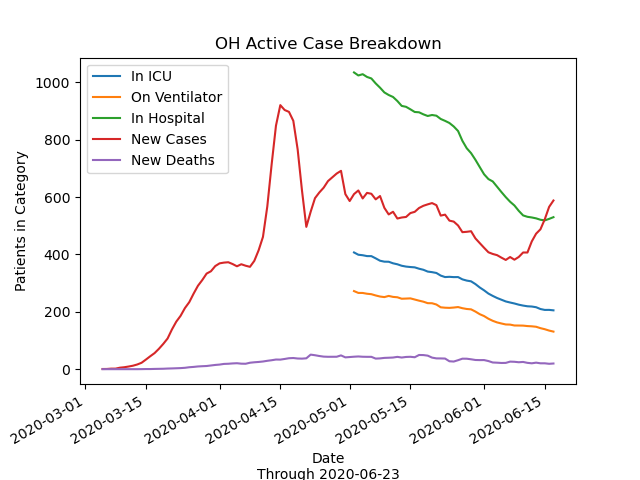 OH Active Case Breakdown
In ICU
On Ventilator
In Hospital
New Cases
New Deaths
Patients in Category
1000
800
600
400
200
0
2020-03-01
2020-03-15
2020-04-01
2020-04-15
2020-05-01
2020-05-15
2020-06-01
2020-06-15
Date
Through 2020-06-23